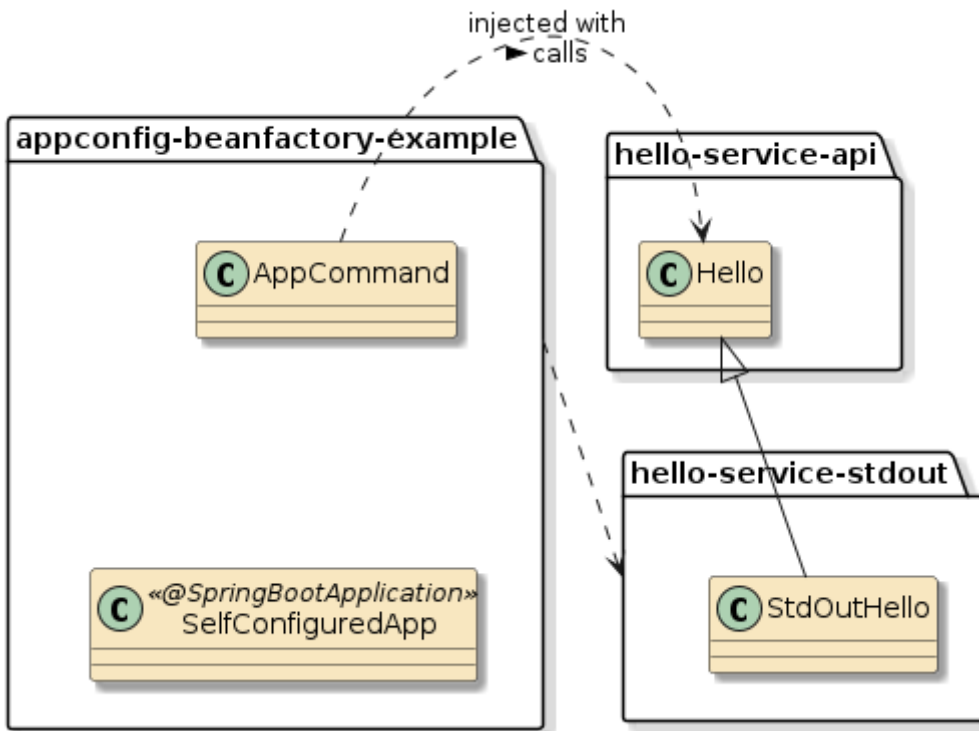 injected with
► calls
appconfig-beanfactory-example
hello-service-api
C AppCommand
C Hello
hello-service-stdout
C «@SpringBootApplication»
SelfConfiguredApp
C StdOutHello